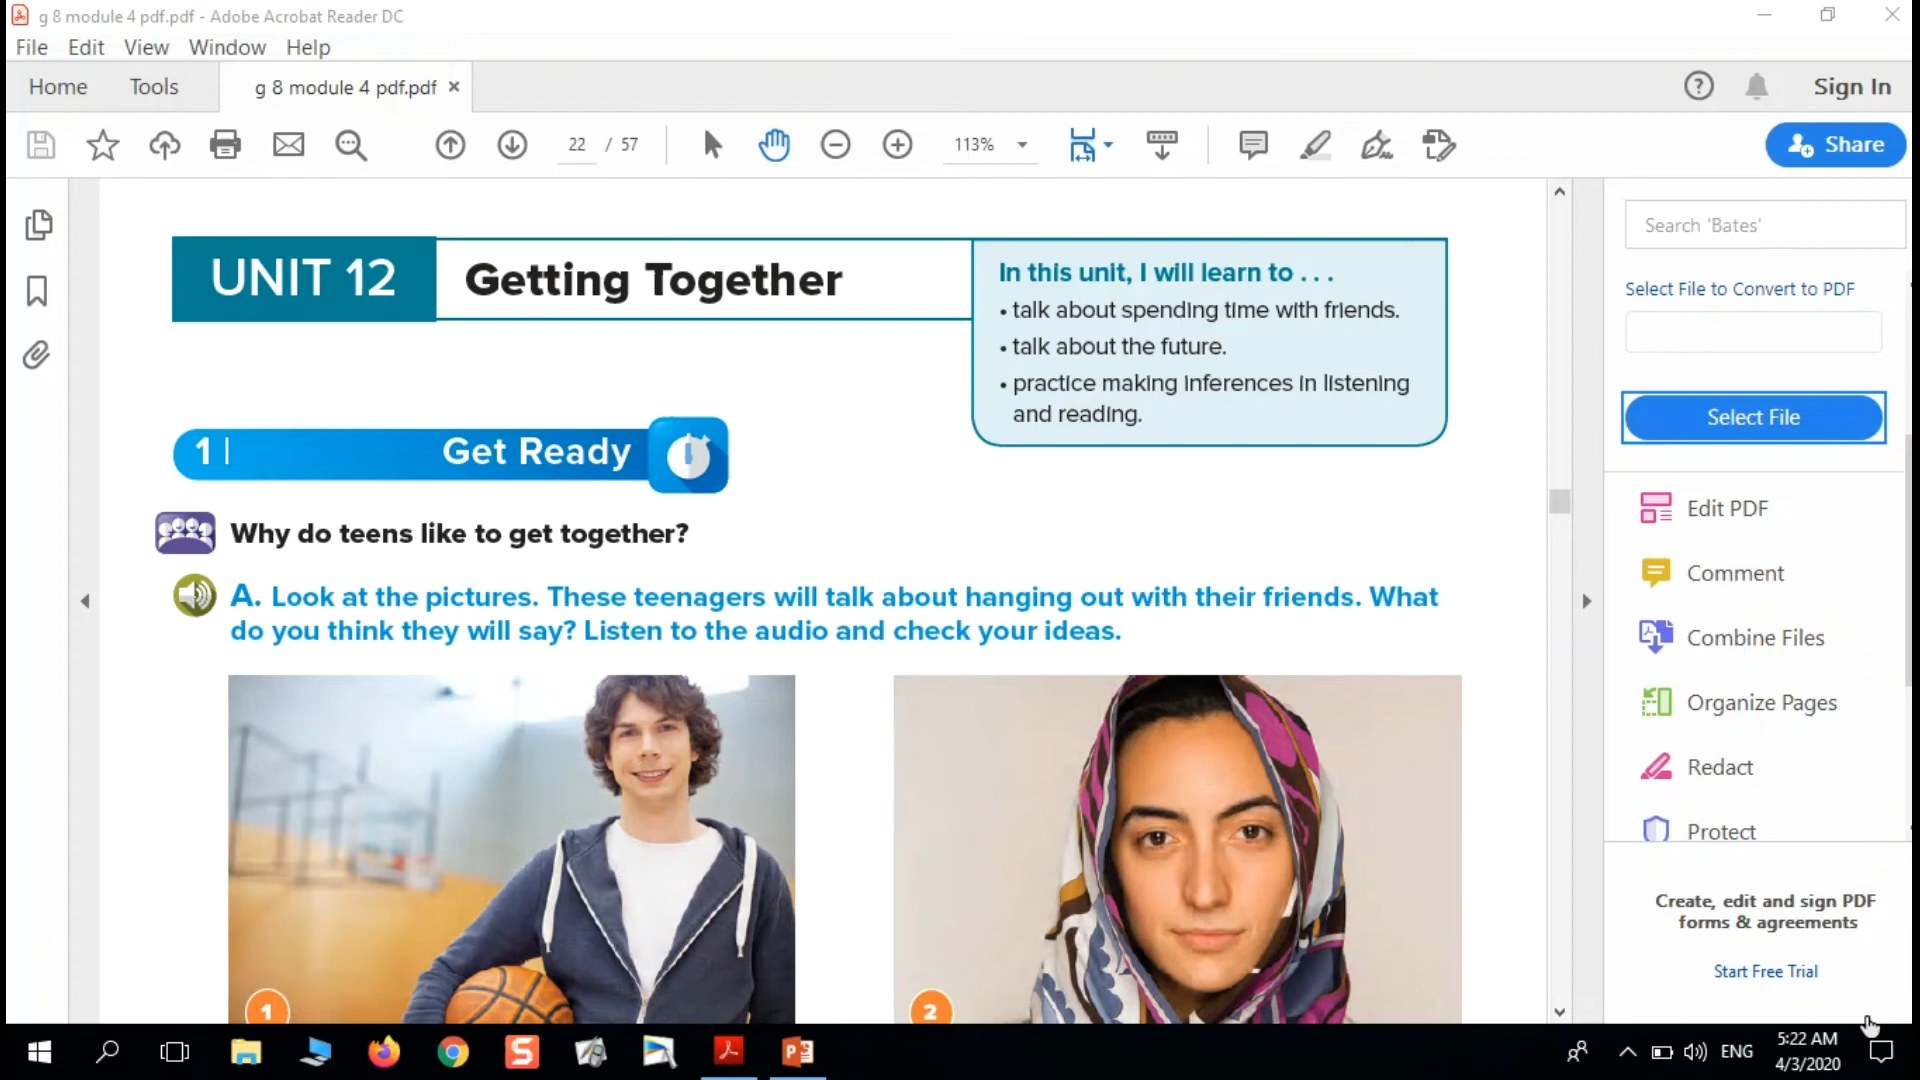 g 8 module 4 pdf.pdf - Adobe Acrobat Reader DC
File Edit View Window Help
Home Tools g 8 module 4 pdf.pdf × Sign In
22 / 57 113% Share
Search 'Bates'
UNIT 12 Getting Together
In this unit, I will learn to . . .
• talk about spending time with friends.
• talk about the future.
• practice making inferences in listening
and reading.
Select File to Convert to PDF
Select File
1 | Get Ready
Why do teens like to get together?
A. Look at the pictures. These teenagers will talk about hanging out with their friends. What
do you think they will say? Listen to the audio and check your ideas.
1
2
Edit PDF
Comment
Combine Files
Organize Pages
Redact
Protect
Create, edit and sign PDF
forms & agreements
Start Free Trial
ENG
5:22 AM
4/3/2020